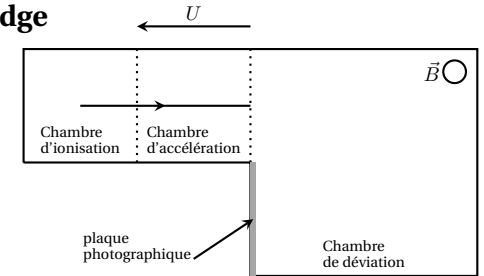 dge
U
B⃗
Chambre
d'ionisation
Chambre
d'accélération
plaque
photographique
Chambre
de déviation